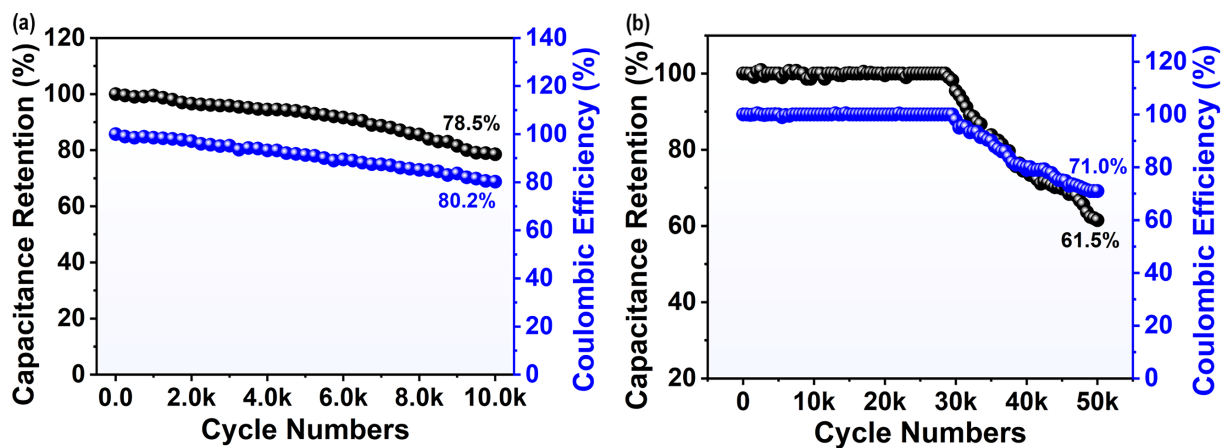 (a)
Capacitance Retention (%)
120
100
80
60
40
20
0
78.5%
80.2%
140
120
100
80
60
40
20
0
Coulombic Efficiency (%)
0.0
2.0k
4.0k
6.0k
8.0k
10.0k
Cycle Numbers
(b)
Capacitance Retention (%)
100
80
60
40
20
71.0%
61.5%
120
100
80
60
40
20
0
Coulombic Efficiency (%)
0
10k
20k
30k
40k
50k
Cycle Numbers